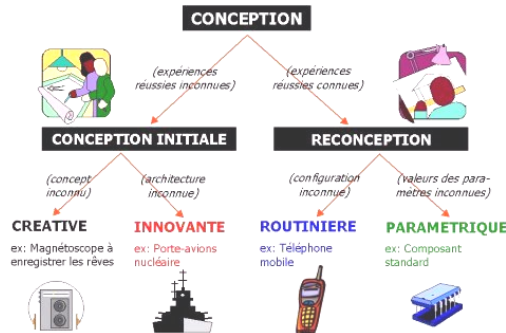 CONCEPTION
(expériences
réussies inconnues)
(expériences
réussies connues)
CONCEPTION INITIALE
RECONCEPTION
(concept
inconnu)
(architecture
inconnue)
(configuration
inconnue)
(valeurs des para-
mètres inconnues)
CREATIVE
INNOVANTE
ROUTINIERE
PARAMETRIQUE
ex: Magnétoscope à
enregistrer les rêves
ex: Porte-avions
nucléaire
ex: Téléphone
mobile
ex: Composant
standard